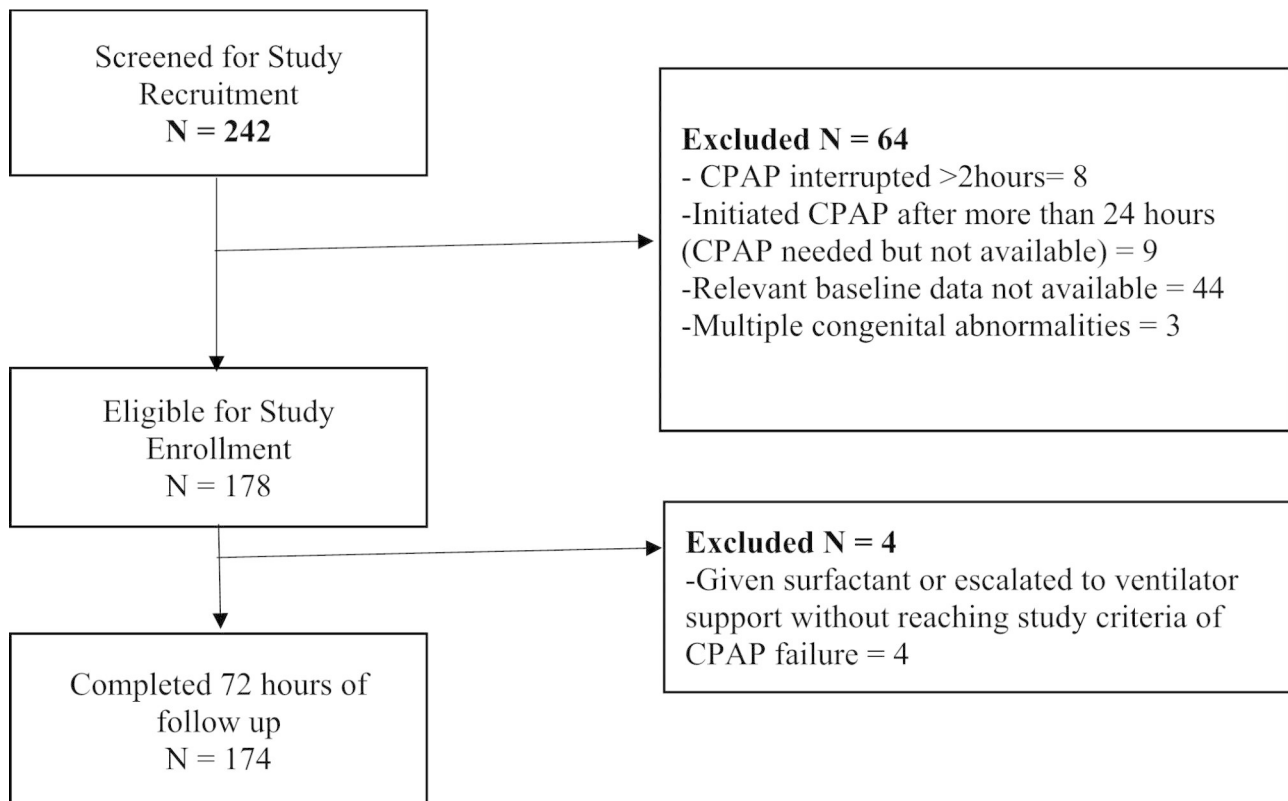 Screened for Study
Recruitment
N = 242
Excluded N = 64
- CPAP interrupted >2hours= 8
-Initiated CPAP after more than 24 hours
(CPAP needed but not available) = 9
-Relevant baseline data not available = 44
-Multiple congenital abnormalities = 3
Eligible for Study
Enrollment
N = 178
Excluded N = 4
-Given surfactant or escalated to ventilator
support without reaching study criteria of
CPAP failure = 4
Completed 72 hours of
follow up
N = 174